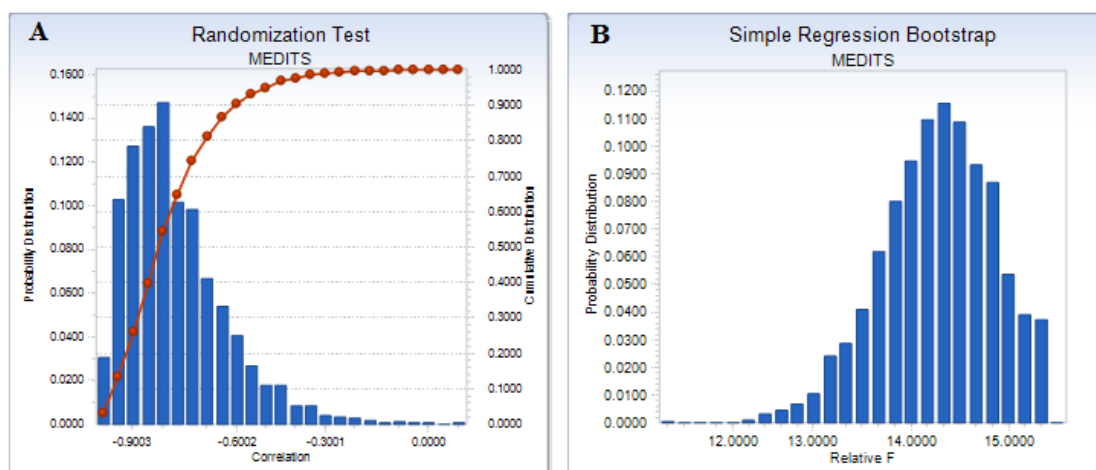 A
Randomization Test
MEDITS
0.1600
0.1400
0.1200
0.1000
0.0800
0.0600
0.0400
0.0200
0.0000
Probability Distribution
1.0000
0.9000
0.8000
0.7000
0.6000
0.5000
0.4000
0.3000
0.2000
0.1000
0.0000
Cumulative Distribution
-0.9003 -0.6002 -0.3001 0.0000
Correlation
B
Simple Regression Bootstrap
MEDITS
0.1200
0.1100
0.1000
0.0900
0.0800
0.0700
0.0600
0.0500
0.0400
0.0300
0.0200
0.0100
0.0000
Probability Distribution
12.0000 13.0000 14.0000 15.0000
Relative F